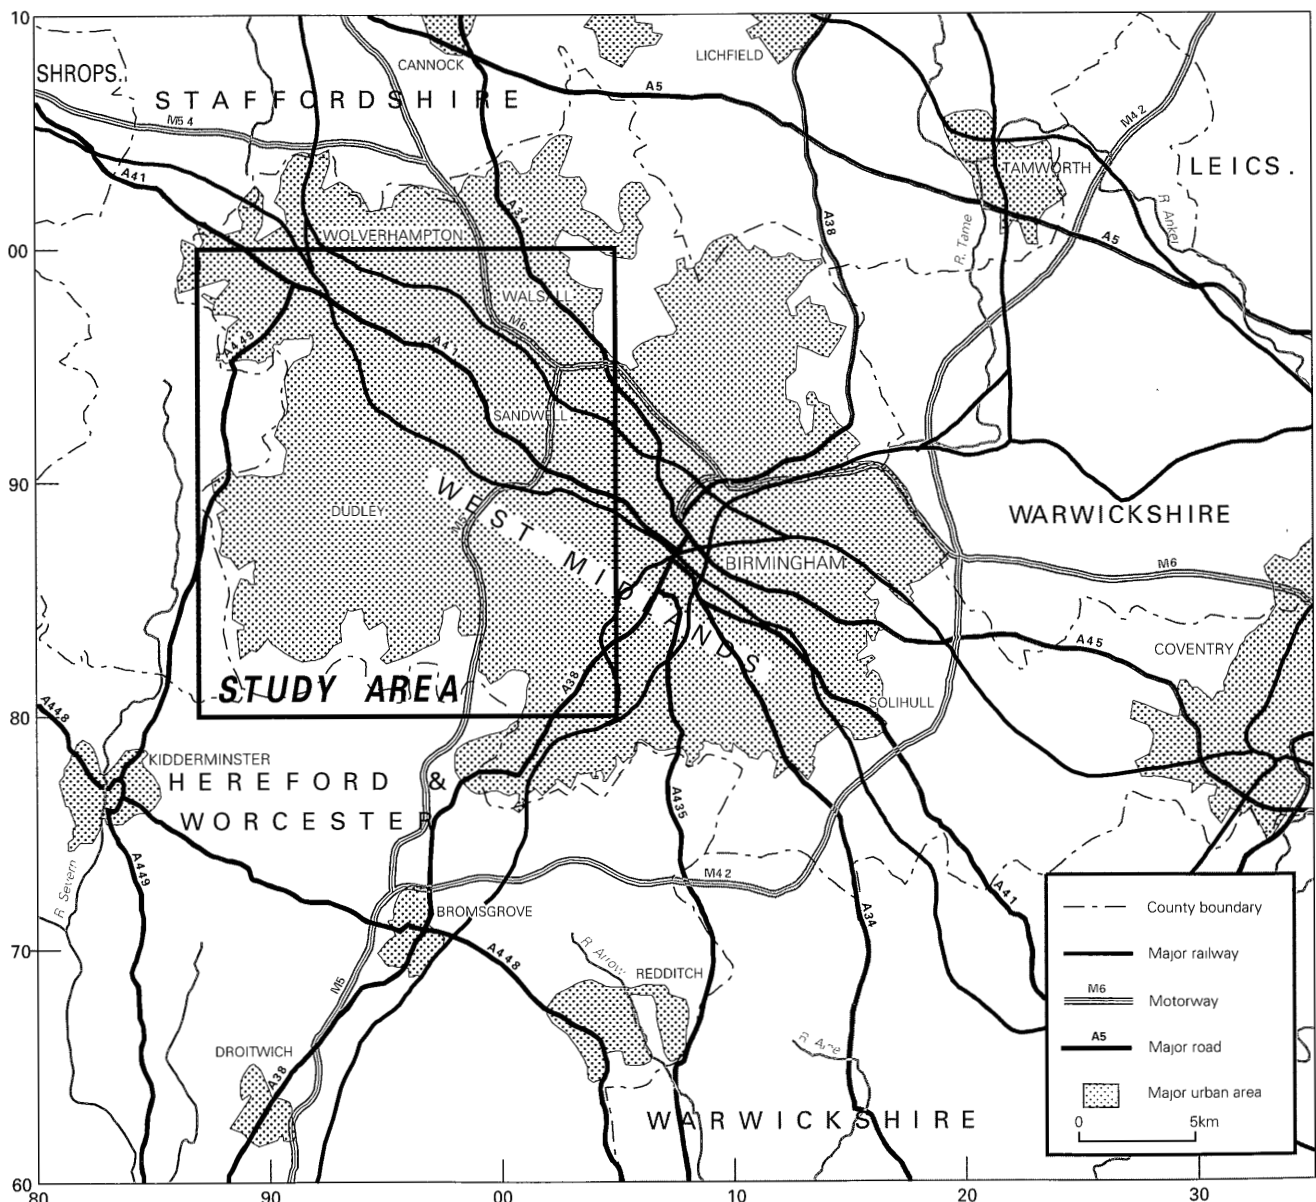 10
SHROPS.
CANNOCK
LICHFIELD
A5
STAFFORDSHIRE
M54
M42
A41
A34
A38
TAMWORTH
LEICS.
R Anker
R. Tame
A5
00
WOLVERHAMPTON
WALSALL
M6
A449
A41
SANDWELL
90
DUDLEY
WEST MIDLANDS
WARWICKSHIRE
BIRMINGHAM
M6
A45
COVENTRY
STUDY AREA
A38
SOLIHULL
A448
80
KIDDERMINSTER
HEREFORD &
WORCESTER
A435
A449
R Severn
M42
A41
A34
BROMSGROVE
70
A448
R Arrow
REDDITCH
M5
DROITWICH
A38
WARWICKSHIRE
County boundary
Major railway
M6
Motorway
A5
Major road
Major urban area
0 5km
60
80 90 00 10 20 30